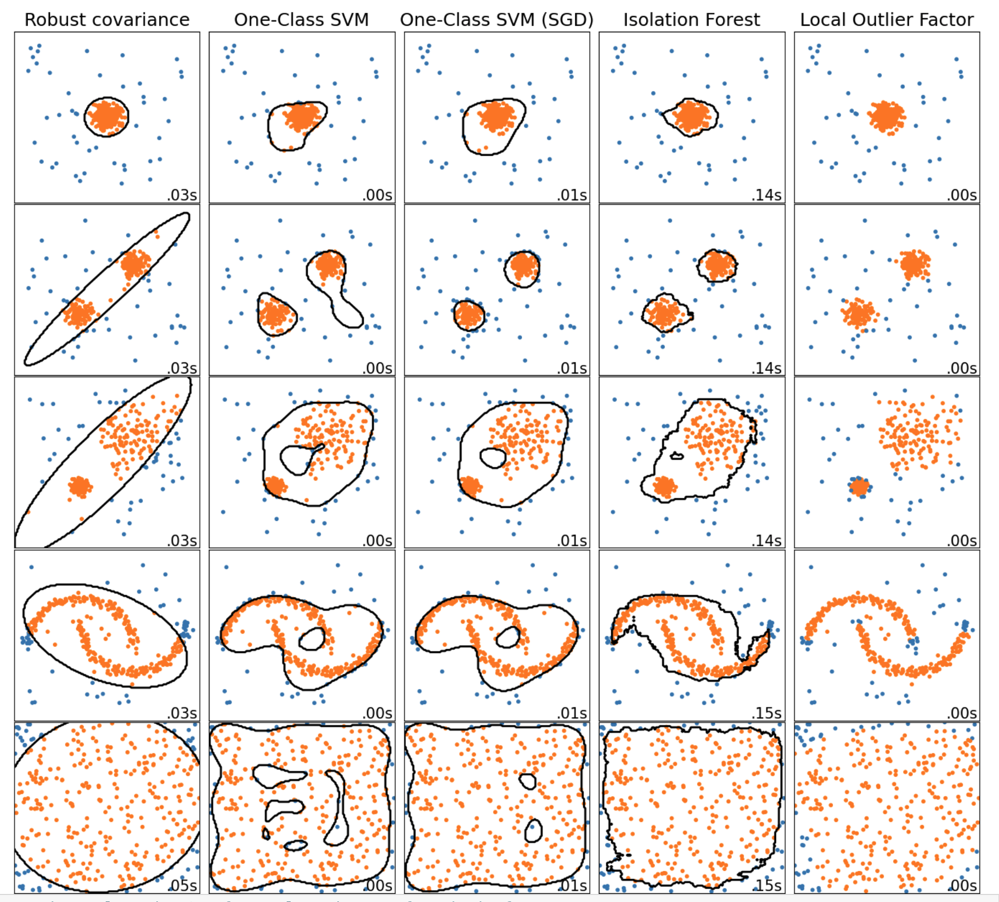 Robust covariance One-Class SVM One-Class SVM (SGD) Isolation Forest Local Outlier Factor
.03s .00s .01s .14s .00s
.03s .00s .01s .14s .00s
.03s .00s .01s .14s .00s
.03s .00s .01s .15s .00s
.05s .00s .01s .15s .00s